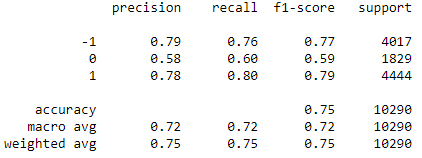 precision recall f1-score support
-1 0.79 0.76 0.77 4017
0 0.58 0.60 0.59 1829
1 0.78 0.80 0.79 4444
accuracy 0.75 10290
macro avg 0.72 0.72 0.72 10290
weighted avg 0.75 0.75 0.75 10290